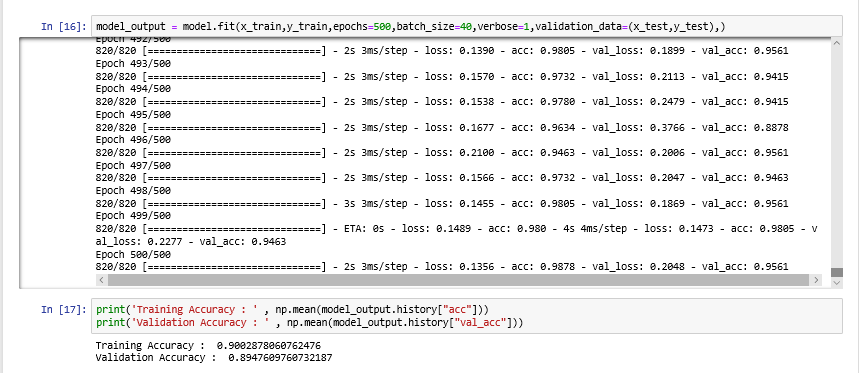 In [16]: model_output = model.fit(x_train,y_train,epochs=500,batch_size=40,verbose=1,validation_data=(x_test,y_test),)
Epoch 492/500
820/820 [==============================] - 2s 3ms/step - loss: 0.1390 - acc: 0.9805 - val_loss: 0.1899 - val_acc: 0.9561
Epoch 493/500
820/820 [==============================] - 2s 3ms/step - loss: 0.1570 - acc: 0.9732 - val_loss: 0.2113 - val_acc: 0.9415
Epoch 494/500
820/820 [==============================] - 2s 3ms/step - loss: 0.1538 - acc: 0.9780 - val_loss: 0.2479 - val_acc: 0.9415
Epoch 495/500
820/820 [==============================] - 2s 3ms/step - loss: 0.1677 - acc: 0.9634 - val_loss: 0.3766 - val_acc: 0.8878
Epoch 496/500
820/820 [==============================] - 2s 3ms/step - loss: 0.2100 - acc: 0.9463 - val_loss: 0.2006 - val_acc: 0.9561
Epoch 497/500
820/820 [==============================] - 2s 3ms/step - loss: 0.1566 - acc: 0.9732 - val_loss: 0.2047 - val_acc: 0.9463
Epoch 498/500
820/820 [==============================] - 3s 3ms/step - loss: 0.1455 - acc: 0.9805 - val_loss: 0.1869 - val_acc: 0.9561
Epoch 499/500
820/820 [==============================] - ETA: 0s - loss: 0.1489 - acc: 0.980 - 4s 4ms/step - loss: 0.1473 - acc: 0.9805 - v
al_loss: 0.2277 - val_acc: 0.9463
Epoch 500/500
820/820 [==============================] - 2s 3ms/step - loss: 0.1356 - acc: 0.9878 - val_loss: 0.2048 - val_acc: 0.9561
In [17]: print('Training Accuracy : ' , np.mean(model_output.history["acc"]))
print('Validation Accuracy : ' , np.mean(model_output.history["val_acc"]))
Training Accuracy :  0.9002878060762476
Validation Accuracy :  0.8947609760732187